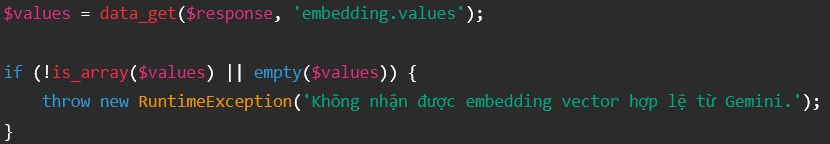 $values = data_get($response, 'embedding.values');
if (!is_array($values) || empty($values)) {
    throw new RuntimeException('Không nhận được embedding vector hợp lệ từ Gemini.');
}